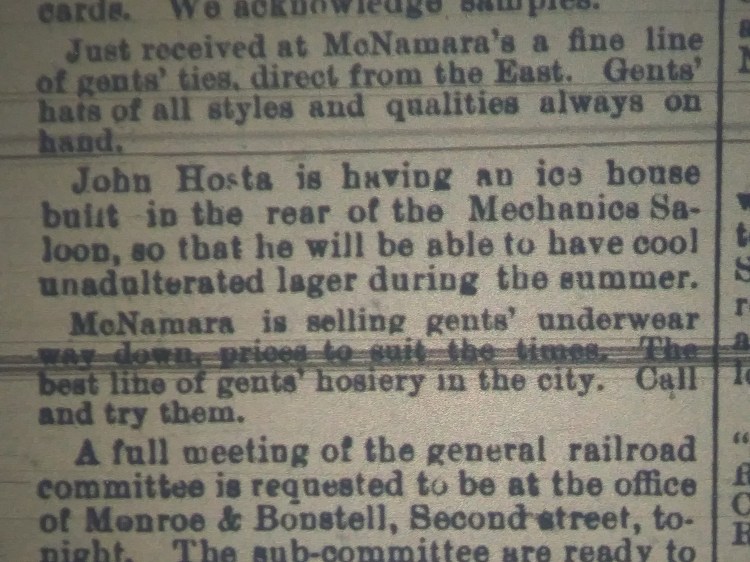 cards. We acknowledge samples.
Just received at McNamara's a fine line
of gents' ties, direct from the East. Gents'
hats of all styles and qualities always on
hand.
John Hosta is having an ice house
built in the rear of the Mechanics Sa-
loon, so that he will be able to have cool
unadulterated lager during the summer.
McNamara is selling gents' underwear
way down, prices to suit the times. The
best line of gents' hosiery in the city. Call
and try them.
A full meeting of the general railroad
committee is requested to be at the office
of Monroe & Bonstell, Second street, to-
night. The sub-committee are ready to